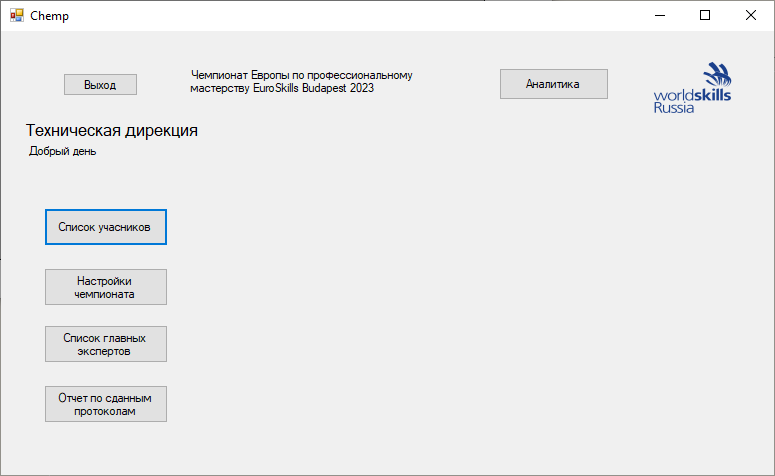 Chemp
Выход
Чемпионат Европы по профессиональному
мастерству EuroSkills Budapest 2023
Аналитика
worldskills
Russia
Техническая дирекция
Добрый день
Список учасников
Настройки
чемпионата
Список главных
экспертов
Отчет по сданным
протоколам